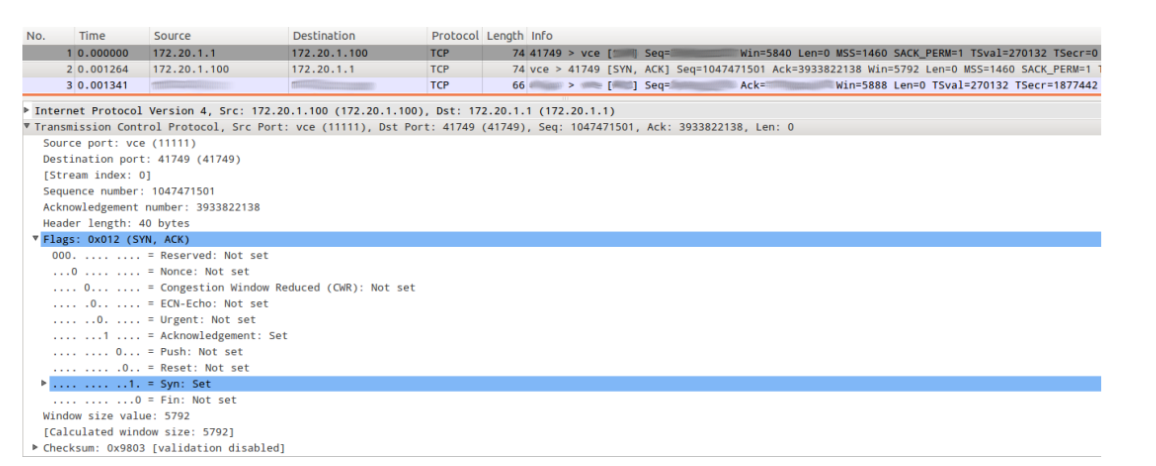 No. Time Source Destination Protocol Length Info
1 0.000000 172.20.1.1 172.20.1.100 TCP 74 41749 > vce [ ] Seq= Win=5840 Len=0 MSS=1460 SACK_PERM=1 TSval=270132 TSecr=0
2 0.001264 172.20.1.100 172.20.1.1 TCP 74 vce > 41749 [SYN, ACK] Seq=1047471501 Ack=3933822138 Win=5792 Len=0 MSS=1460 SACK_PERM=1 T
3 0.001341 TCP 66 > [ ] Seq= Ack= Win=5888 Len=0 TSval=270132 TSecr=1877442
Internet Protocol Version 4, Src: 172.20.1.100 (172.20.1.100), Dst: 172.20.1.1 (172.20.1.1)
Transmission Control Protocol, Src Port: vce (11111), Dst Port: 41749 (41749), Seq: 1047471501, Ack: 3933822138, Len: 0
Source port: vce (11111)
Destination port: 41749 (41749)
[Stream index: 0]
Sequence number: 1047471501
Acknowledgement number: 3933822138
Header length: 40 bytes
Flags: 0x012 (SYN, ACK)
000. .... .... = Reserved: Not set
...0 .... .... = Nonce: Not set
.... 0... .... = Congestion Window Reduced (CWR): Not set
.... .0.. .... = ECN-Echo: Not set
.... ..0. .... = Urgent: Not set
.... ...1 .... = Acknowledgement: Set
.... .... 0... = Push: Not set
.... .... .0.. = Reset: Not set
.... .... ..1. = Syn: Set
.... .... ...0 = Fin: Not set
Window size value: 5792
[Calculated window size: 5792]
Checksum: 0x9803 [validation disabled]